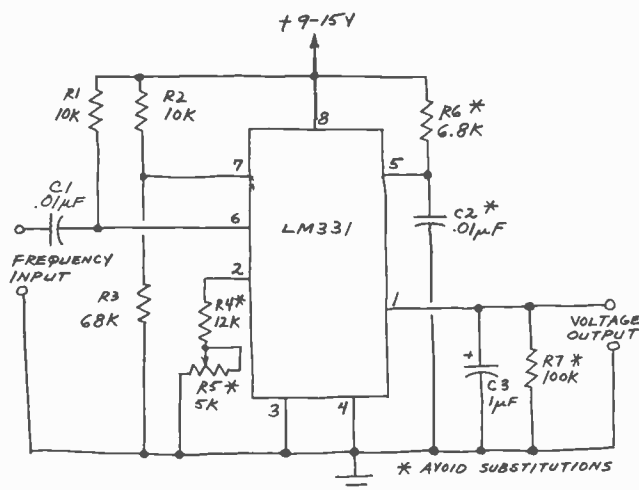 +9-15V
R1
10K
R2
10K
8
R6 *
6.8K
7
5
C1
.01µF
6
LM331
C2 *
.01µF
FREQUENCY
INPUT
2
1
R3
68K
R4*
12K
VOLTAGE
OUTPUT
R5 *
5K
+
C3
1µF
R7 *
100K
3
4
* AVOID SUBSTITUTIONS